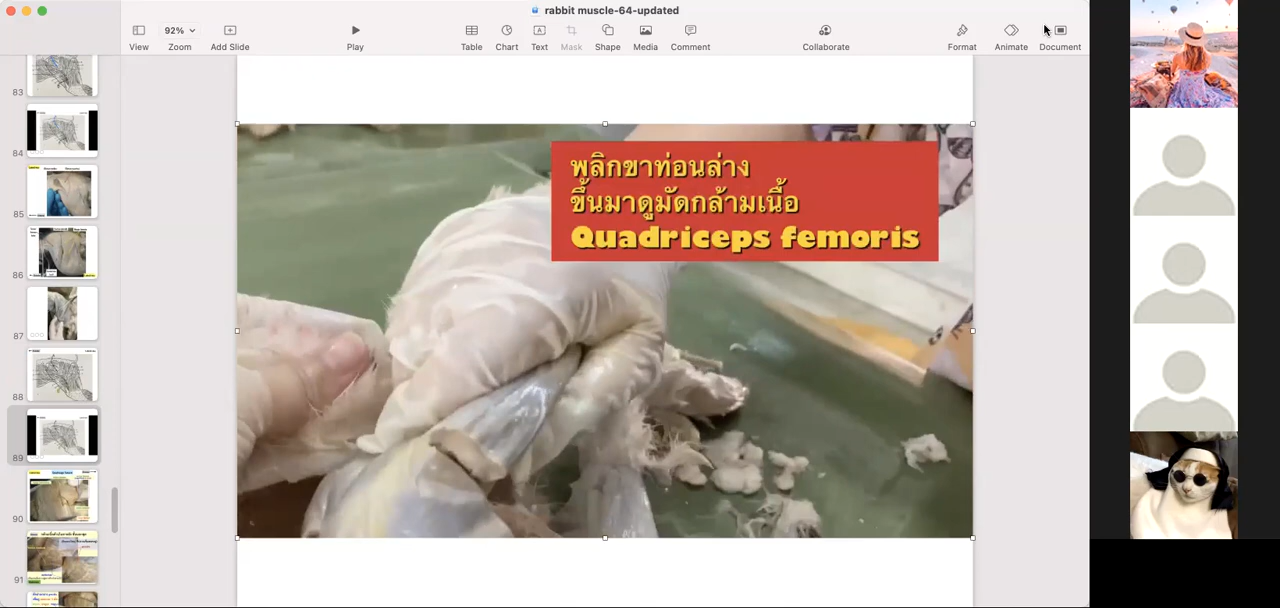 rabbit muscle-64-updated
92%
View
Zoom
Add Slide
Play
Table
Chart
Text
Mask
Shape
Media
Comment
Collaborate
Format
Animate
Document
83
84
85
86
87
88
89
90
91
พลิกขาท่อนล่าง
ขึ้นมาดูมัดกล้ามเนื้อ
Quadriceps femoris